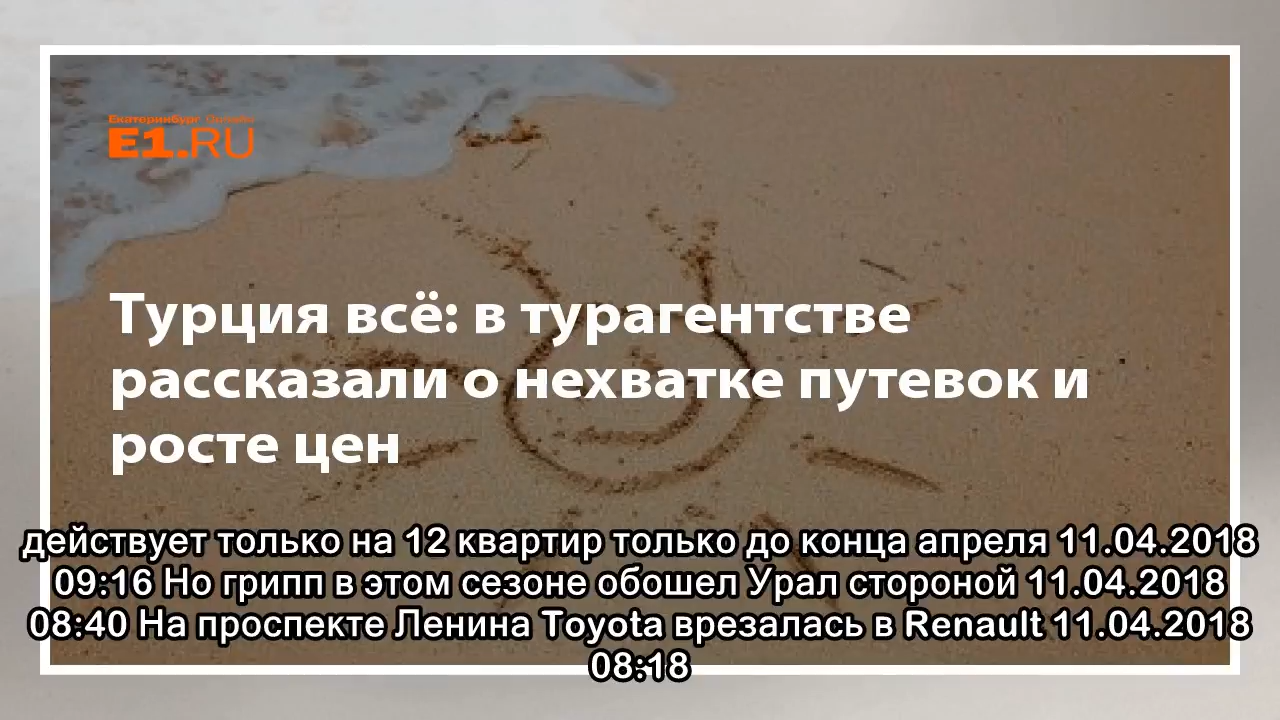 Екатеринбург Онлайн
E1.RU
Турция всё: в турагентстве
рассказали о нехватке путевок и
росте цен
действует только на 12 квартир только до конца апреля 11.04.2018
09:16 Но грипп в этом сезоне обошел Урал стороной 11.04.2018
08:40 На проспекте Ленина Toyota врезалась в Renault 11.04.2018
08:18